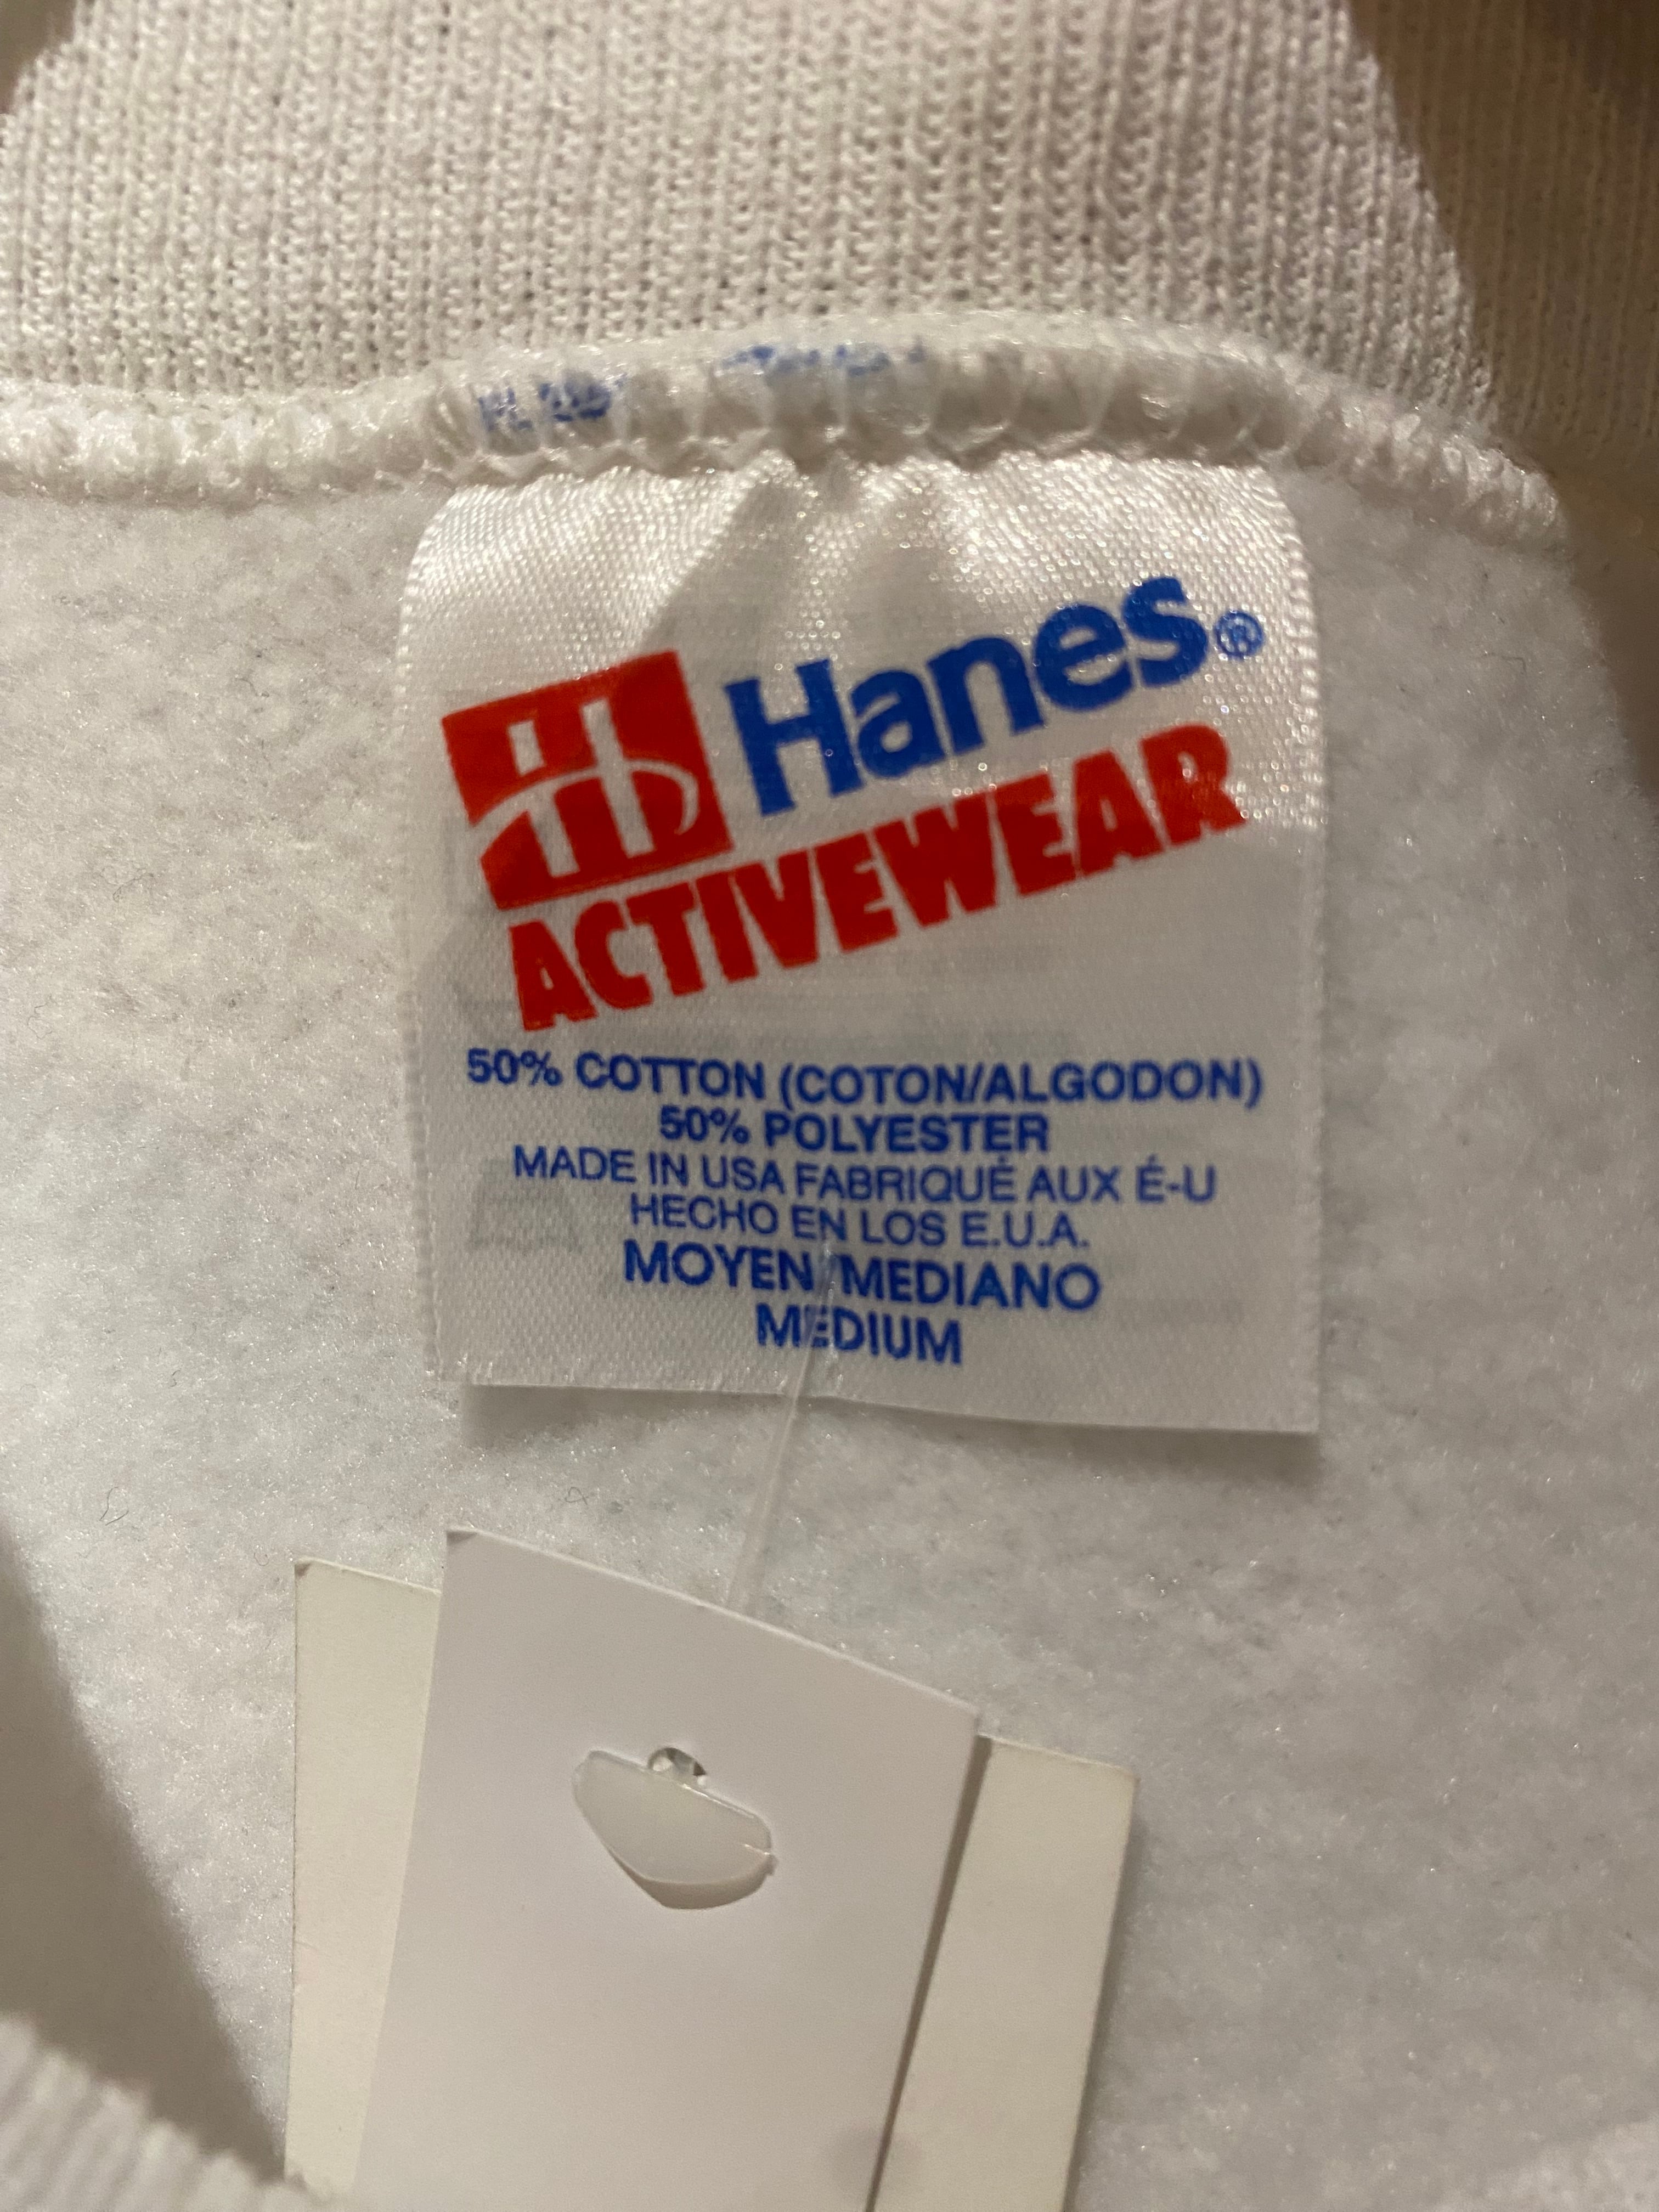 Hanes®
ACTIVEWEAR
50% COTTON (COTON/ALGODON)
50% POLYESTER
MADE IN USA FABRIQUÉ AUX É-U
HECHO EN LOS E.U.A.
MOYEN/MEDIANO
MEDIUM